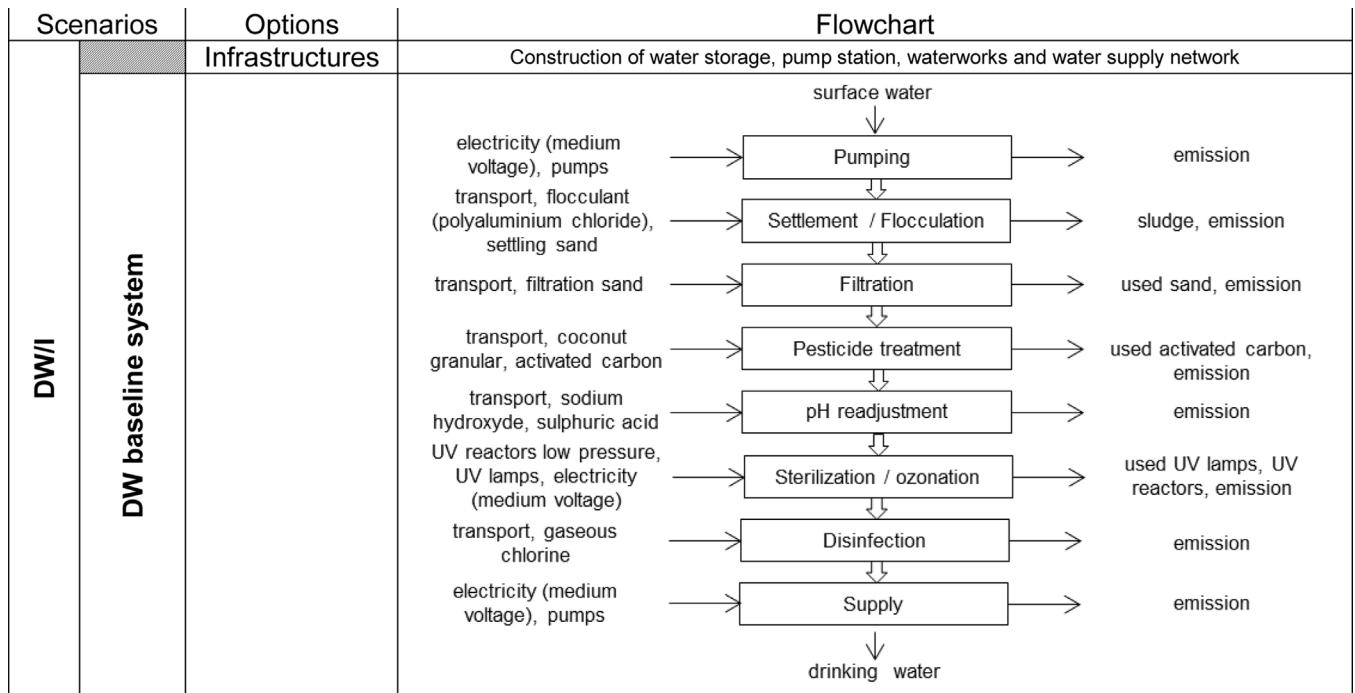 Scenarios Options Flowchart
Infrastructures Construction of water storage, pump station, waterworks and water supply network
DW/I
DW baseline system
surface water
electricity (medium
voltage), pumps
Pumping
emission
transport, flocculant
(polyaluminium chloride),
settling sand
Settlement / Flocculation
sludge, emission
transport, filtration sand
Filtration
used sand, emission
transport, coconut
granular, activated carbon
Pesticide treatment
used activated carbon,
emission
transport, sodium
hydroxyde, sulphuric acid
pH readjustment
emission
UV reactors low pressure,
UV lamps, electricity
(medium voltage)
Sterilization / ozonation
used UV lamps, UV
reactors, emission
transport, gaseous
chlorine
Disinfection
emission
electricity (medium
voltage), pumps
Supply
emission
drinking water